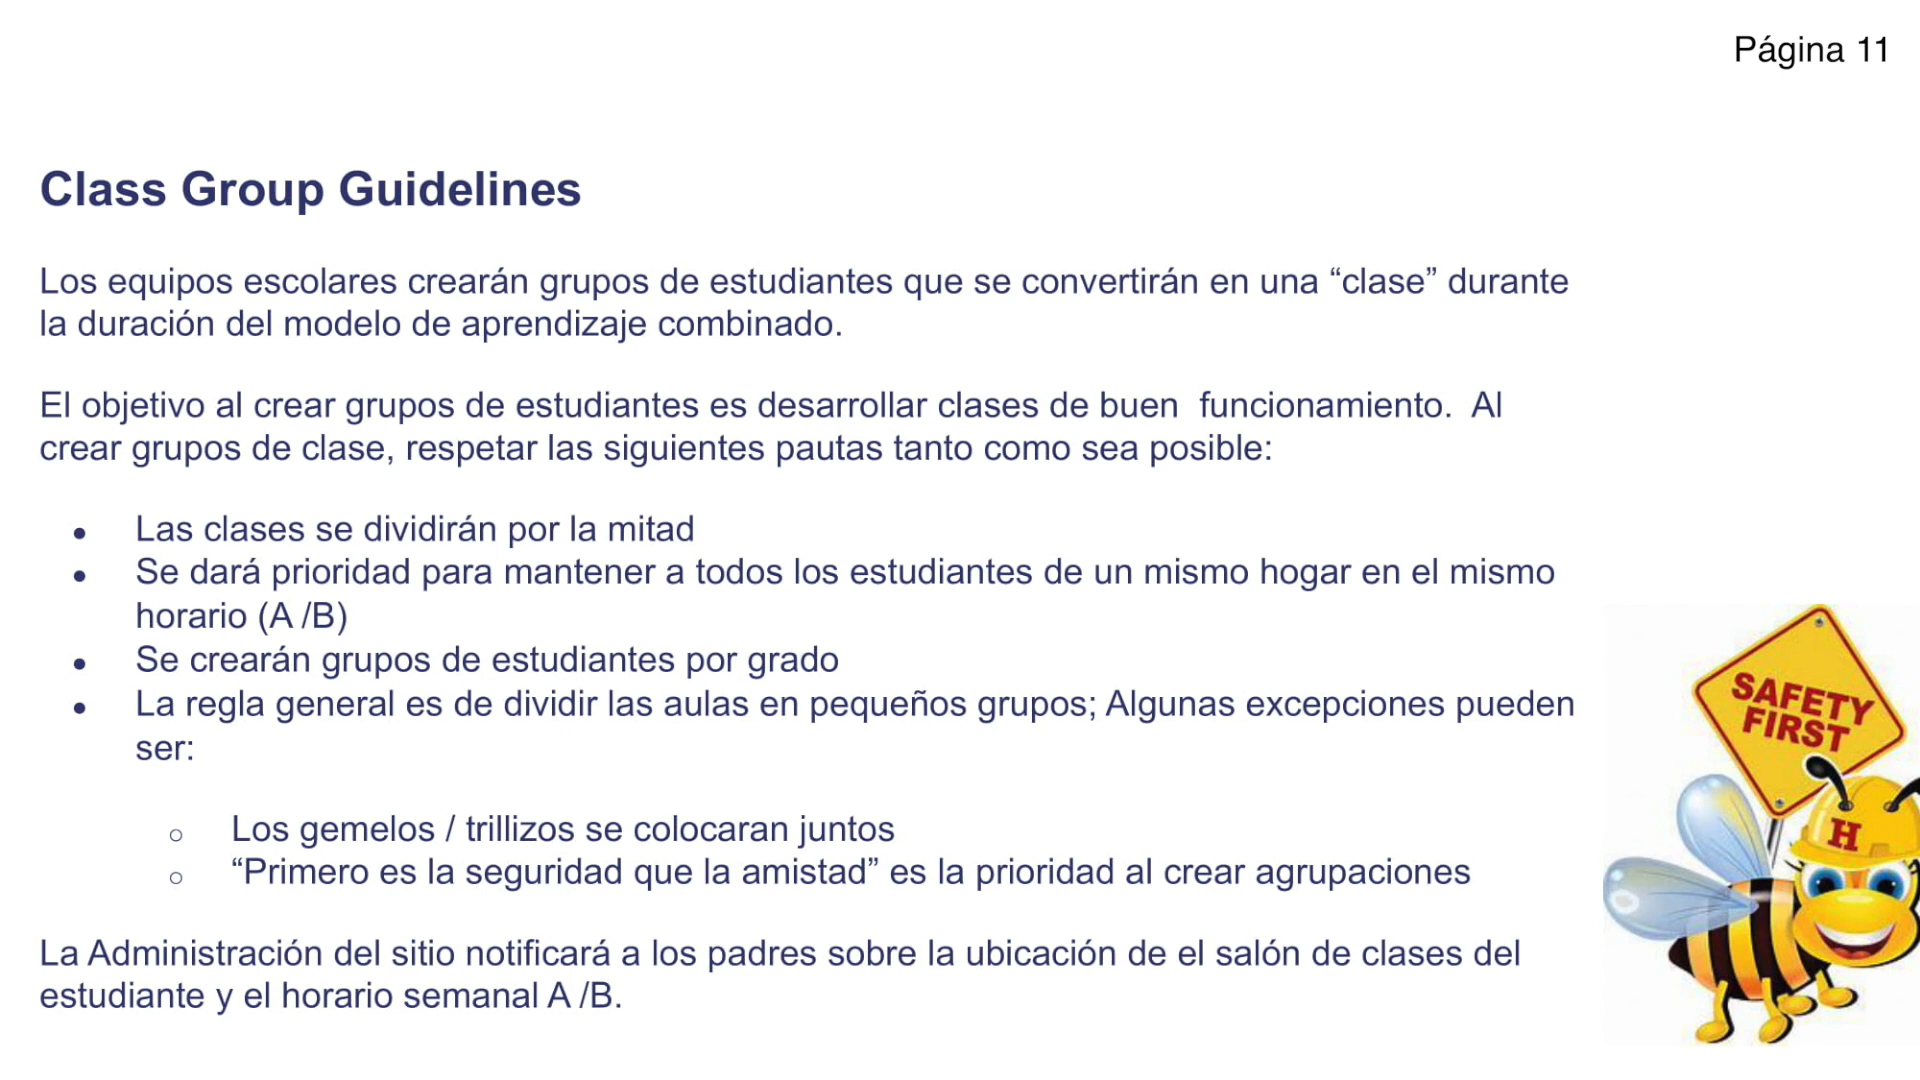 Página 11
Class Group Guidelines
Los equipos escolares crearán grupos de estudiantes que se convertirán en una “clase” durante
la duración del modelo de aprendizaje combinado.
El objetivo al crear grupos de estudiantes es desarrollar clases de buen  funcionamiento.  Al
crear grupos de clase, respetar las siguientes pautas tanto como sea posible:
● Las clases se dividirán por la mitad
● Se dará prioridad para mantener a todos los estudiantes de un mismo hogar en el mismo
horario (A /B)
● Se crearán grupos de estudiantes por grado
● La regla general es de dividir las aulas en pequeños grupos; Algunas excepciones pueden
ser:
○ Los gemelos / trillizos se colocaran juntos
○ “Primero es la seguridad que la amistad” es la prioridad al crear agrupaciones
La Administración del sitio notificará a los padres sobre la ubicación de el salón de clases del
estudiante y el horario semanal A /B.
SAFETY
FIRST
H